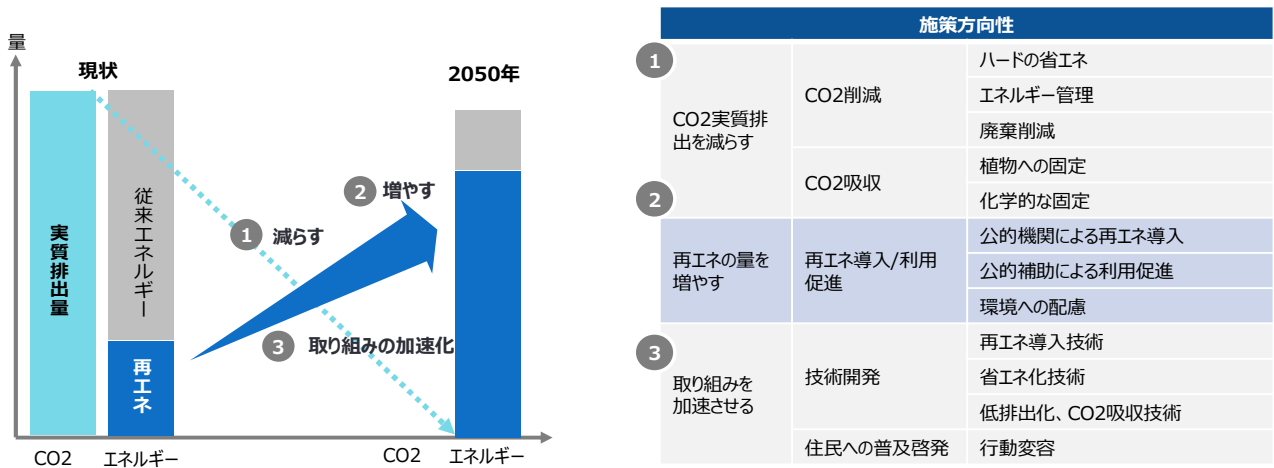 量
現状
2050年
実質排出量
従来エネルギー
再エネ
1 減らす
2 増やす
3 取り組みの加速化
CO2 エネルギー
CO2 エネルギー
施策方向性
1
CO2実質排
出を減らす
CO2削減
ハードの省エネ
エネルギー管理
廃棄削減
CO2吸収
植物への固定
化学的な固定
2
再エネの量を
増やす
再エネ導入/利用
促進
公的機関による再エネ導入
公的補助による利用促進
環境への配慮
3
取り組みを
加速させる
技術開発
再エネ導入技術
省エネ化技術
低排出化、CO2吸収技術
住民への普及啓発
行動変容